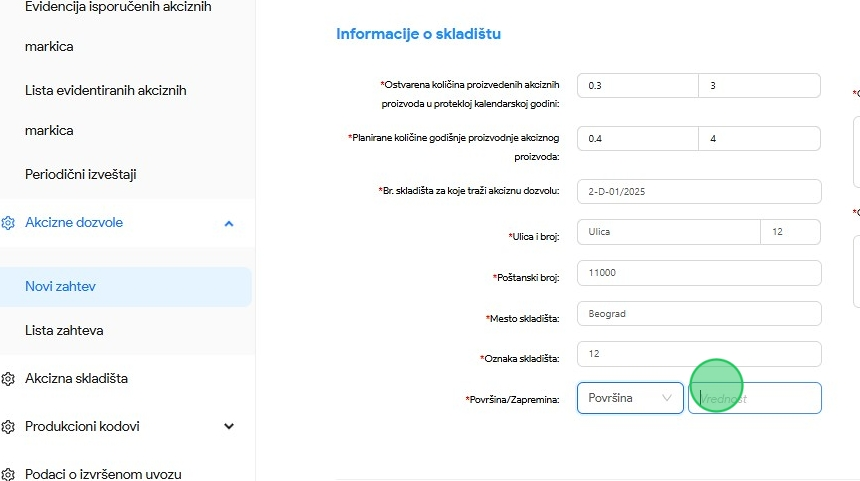 Evidencija isporučenih akciznih
markica
Lista evidentiranih akciznih
markica
Periodični izveštaji
Akcizne dozvole
Novi zahtev
Lista zahteva
Akcizna skladišta
Produkcioni kodovi
Podaci o izvršenom uvozu
Informacije o skladištu
*Ostvarena količina proizvedenih akciznih
proizvoda u protekloj kalendarskoj godini:
0.3
3
*Planirane količine godišnje proizvodnje akciznog
proizvoda:
0.4
4
*Br. skladišta za koje traži akciznu dozvolu:
2-D-01/2025
*Ulica i broj:
Ulica
12
*Poštanski broj:
11000
*Mesto skladišta:
Beograd
*Oznaka skladišta:
12
*Površina/Zapremina:
Površina
Vrednost